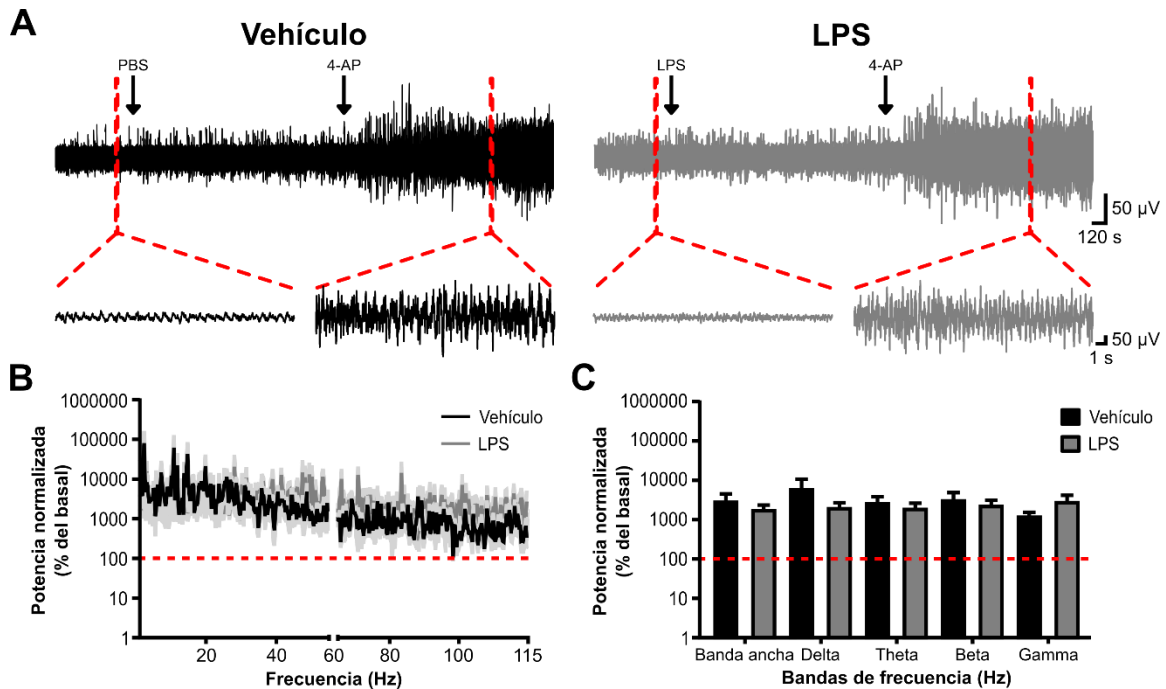 A
Vehículo
LPS
PBS
4-AP
LPS
4-AP
50 µV
120 s
50 µV
1 s
B
Potencia normalizada
(% del basal)
1000000
100000
10000
1000
100
10
1
Vehículo
LPS
20
40
60
80
100
115
Frecuencia (Hz)
C
Potencia normalizada
(% del basal)
1000000
100000
10000
1000
100
10
1
Vehículo
LPS
Banda ancha
Delta
Theta
Beta
Gamma
Bandas de frecuencia (Hz)